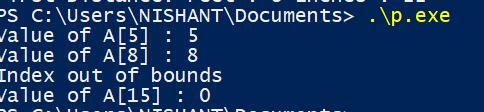 PS C:\Users\NISHANT\Documents> .\p.exe
Value of A[5] : 5
Value of A[8] : 8
Index out of bounds
Value of A[15] : 0